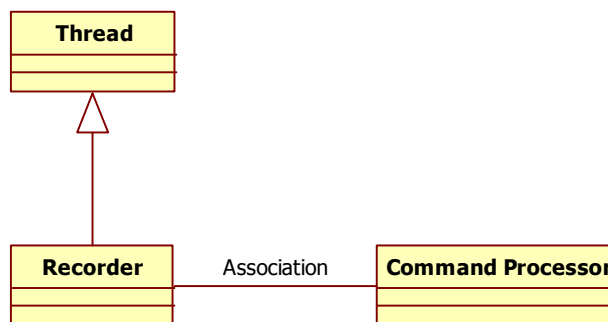 Thread
Recorder
Association
Command Processor